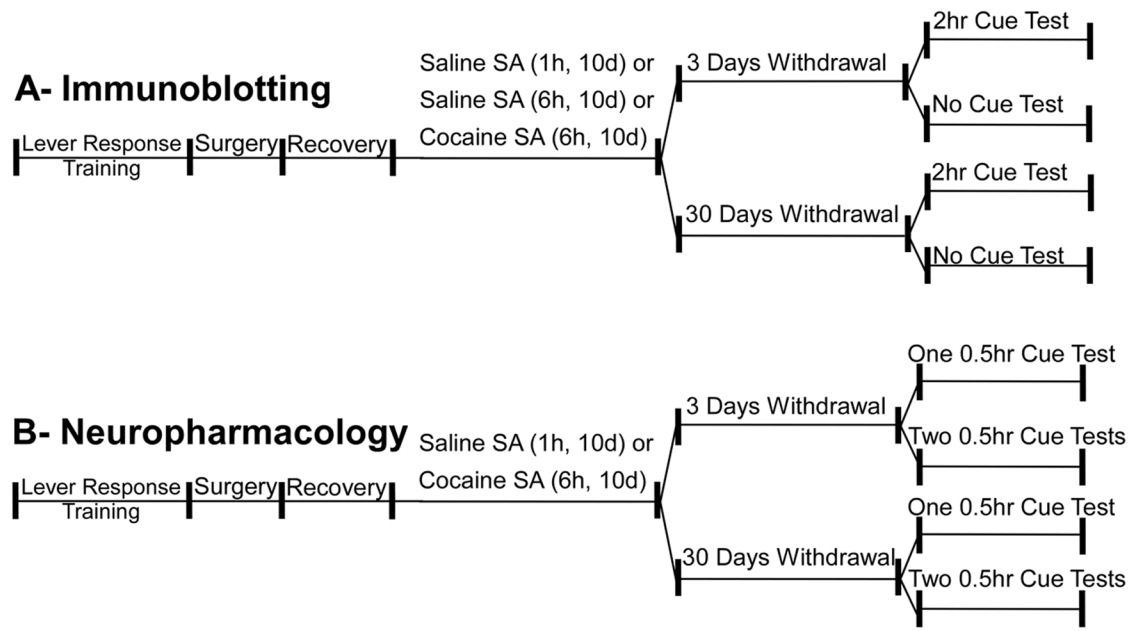 A- Immunoblotting
Lever Response
Training
Surgery
Recovery
Saline SA (1h, 10d) or
Saline SA (6h, 10d) or
Cocaine SA (6h, 10d)
3 Days Withdrawal
2hr Cue Test
No Cue Test
30 Days Withdrawal
2hr Cue Test
No Cue Test
B- Neuropharmacology
Lever Response
Training
Surgery
Recovery
Saline SA (1h, 10d) or
Cocaine SA (6h, 10d)
3 Days Withdrawal
One 0.5hr Cue Test
Two 0.5hr Cue Tests
30 Days Withdrawal
One 0.5hr Cue Test
Two 0.5hr Cue Tests